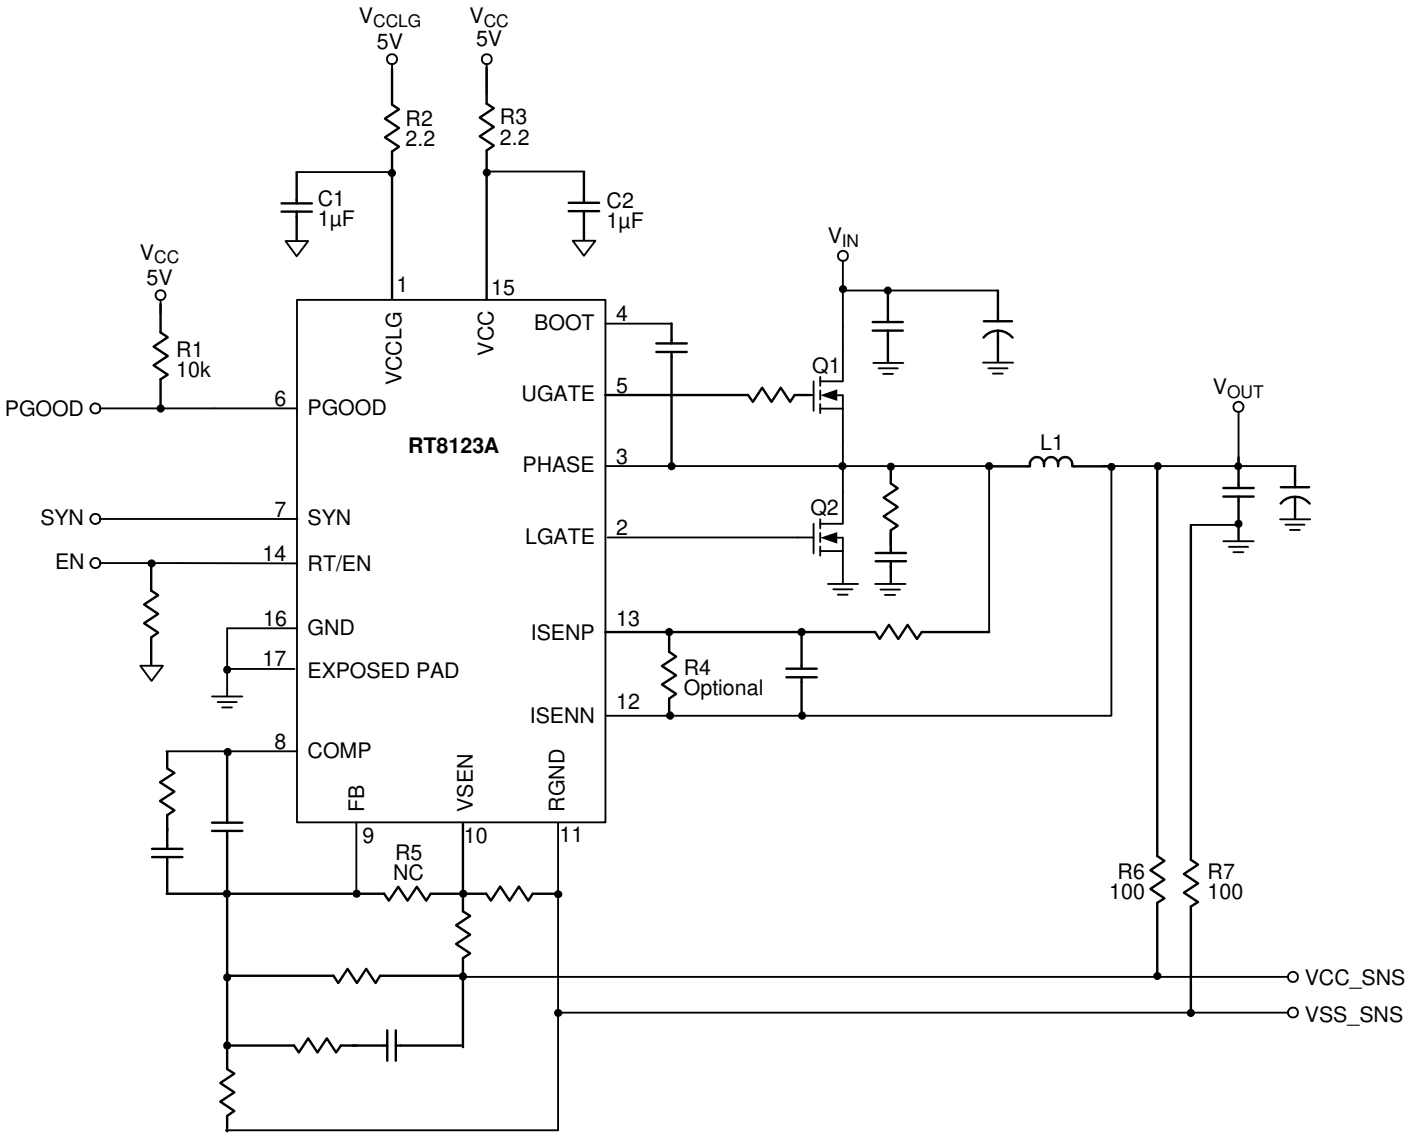 VCCLG
5V
VCC
5V
R2
2.2
R3
2.2
C1
1µF
C2
1µF
VCC
5V
R1
10k
VIN
1
15
VCCLG
VCC
BOOT
4
UGATE
5
Q1
PGOOD
6
PGOOD
RT8123A
PHASE
3
L1
VOUT
SYN
7
SYN
LGATE
2
Q2
EN
14
RT/EN
16
GND
17
EXPOSED PAD
ISENP
13
R4
Optional
ISENN
12
8
COMP
FB
VSEN
RGND
9
10
11
R5
NC
R6
100
R7
100
VCC_SNS
VSS_SNS